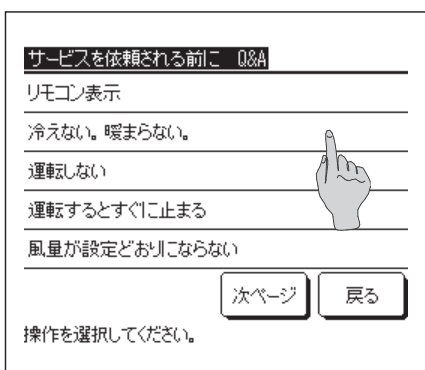 サービスを依頼される前に Q&A
リモコン表示
冷えない。暖まらない。
運転しない
運転するとすぐに止まる
風量が設定どおりにならない
次ページ 戻る
操作を選択してください。